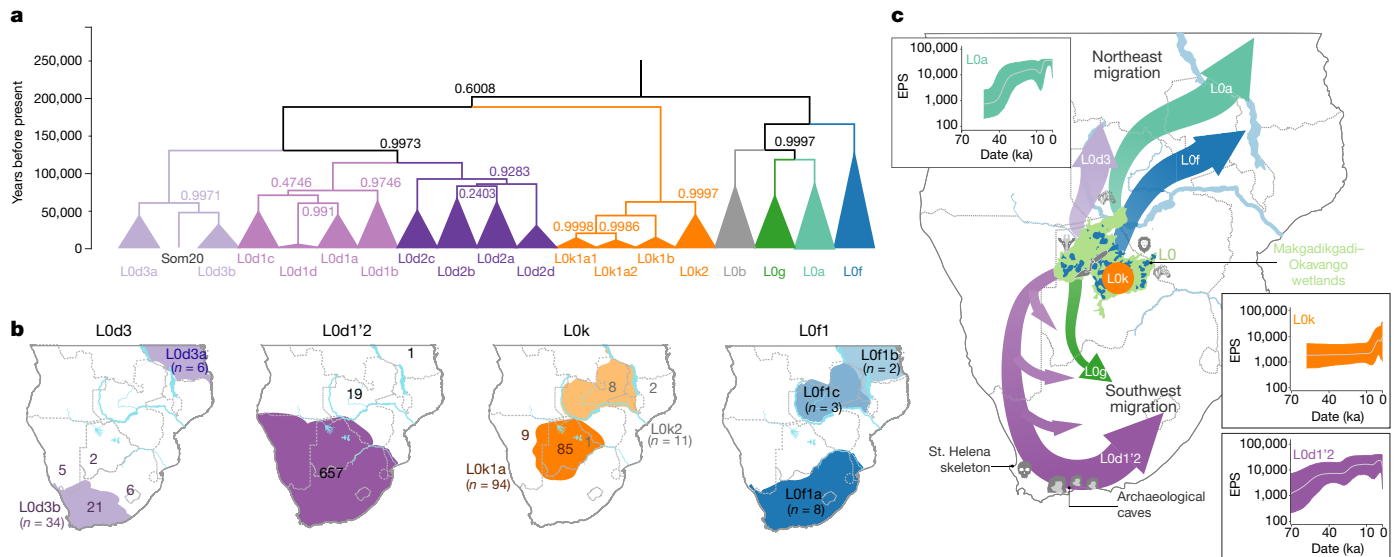 a
Years before present
250,000
200,000
150,000
100,000
50,000
0
0.6008
0.9973
0.9997
0.9971
0.4746
0.991
0.9746
0.9283
0.2403
0.9998
0.9986
0.9997
L0d3a
Som20
L0d3b
L0d1c
L0d1d
L0d1a
L0d1b
L0d2c
L0d2b
L0d2a
L0d2d
L0k1a1
L0k1a2
L0k1b
L0k2
L0b
L0g
L0a
L0f
b
L0d3
L0d3a
(n = 6)
5
2
6
21
L0d3b
(n = 34)
L0d1'2
1
19
657
L0k
8
2
9
85
1
L0k2
(n = 11)
L0k1a
(n = 94)
L0f1
L0f1b
(n = 2)
L0f1c
(n = 3)
L0f1a
(n = 8)
c
100,000
10,000
1,000
100
EPS
L0a
70
40
10
0
Date (ka)
Northeast
migration
L0a
L0d3
L0f
L0
L0k
Makgadikgadi–
Okavango
wetlands
L0g
Southwest
migration
L0d1'2
St. Helena
skeleton
Archaeological
caves
L0k
100,000
10,000
1,000
100
EPS
70
40
10
0
Date (ka)
L0d1'2
100,000
10,000
1,000
100
EPS
70
40
10
0
Date (ka)